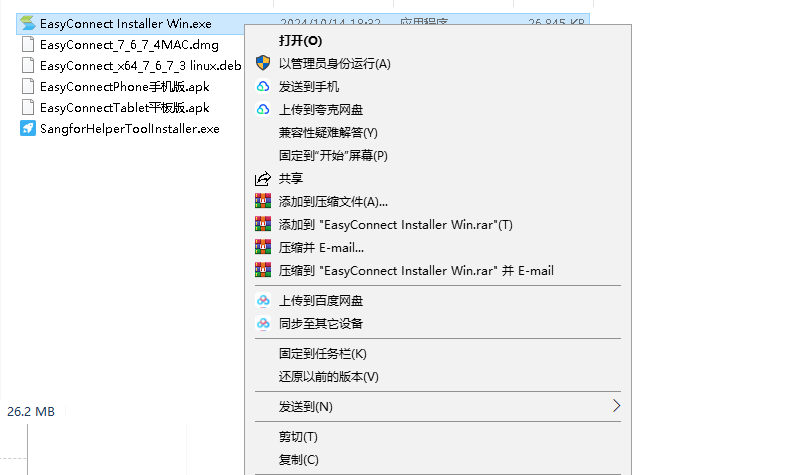 EasyConnect Installer Win.exe 2024/10/14 18:32 应用程序 26,845 KB
EasyConnect_7_6_7_4MAC.dmg
EasyConnect_x64_7_6_7_3 linux.deb
EasyConnectPhone手机版.apk
EasyConnectTablet平板版.apk
SangforHelperToolInstaller.exe
打开(O)
以管理员身份运行(A)
发送到手机
上传到夸克网盘
兼容性疑难解答(Y)
固定到"开始"屏幕(P)
共享
添加到压缩文件(A)...
添加到 "EasyConnect Installer Win.rar"(T)
压缩并 E-mail...
压缩到 "EasyConnect Installer Win.rar" 并 E-mail
上传到百度网盘
同步至其它设备
固定到任务栏(K)
还原以前的版本(V)
发送到(N)
剪切(T)
复制(C)
26.2 MB